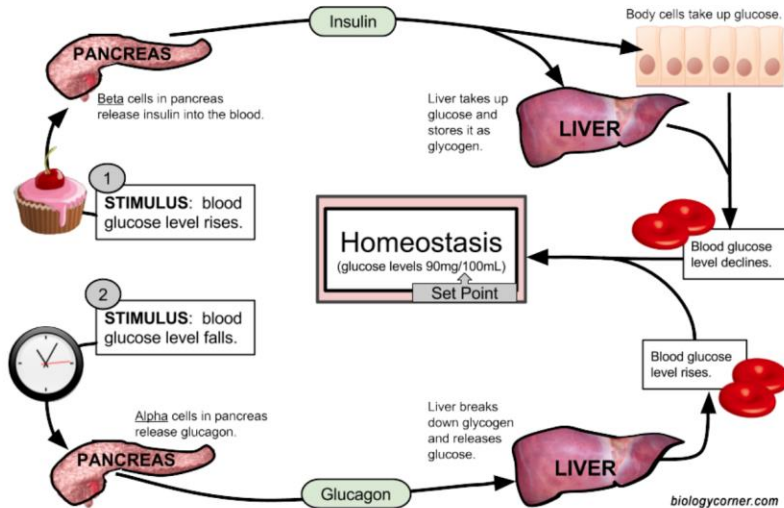 Insulin
Body cells take up glucose.
PANCREAS
Beta cells in pancreas
release insulin into the blood.
Liver takes up
glucose and
stores it as
glycogen.
LIVER
1
STIMULUS: blood
glucose level rises.
Homeostasis
(glucose levels 90mg/100mL)
Set Point
Blood glucose
level declines.
2
STIMULUS: blood
glucose level falls.
Blood glucose
level rises.
Alpha cells in pancreas
release glucagon.
Liver breaks
down glycogen
and releases
glucose.
PANCREAS
LIVER
Glucagon
biologycorner.com